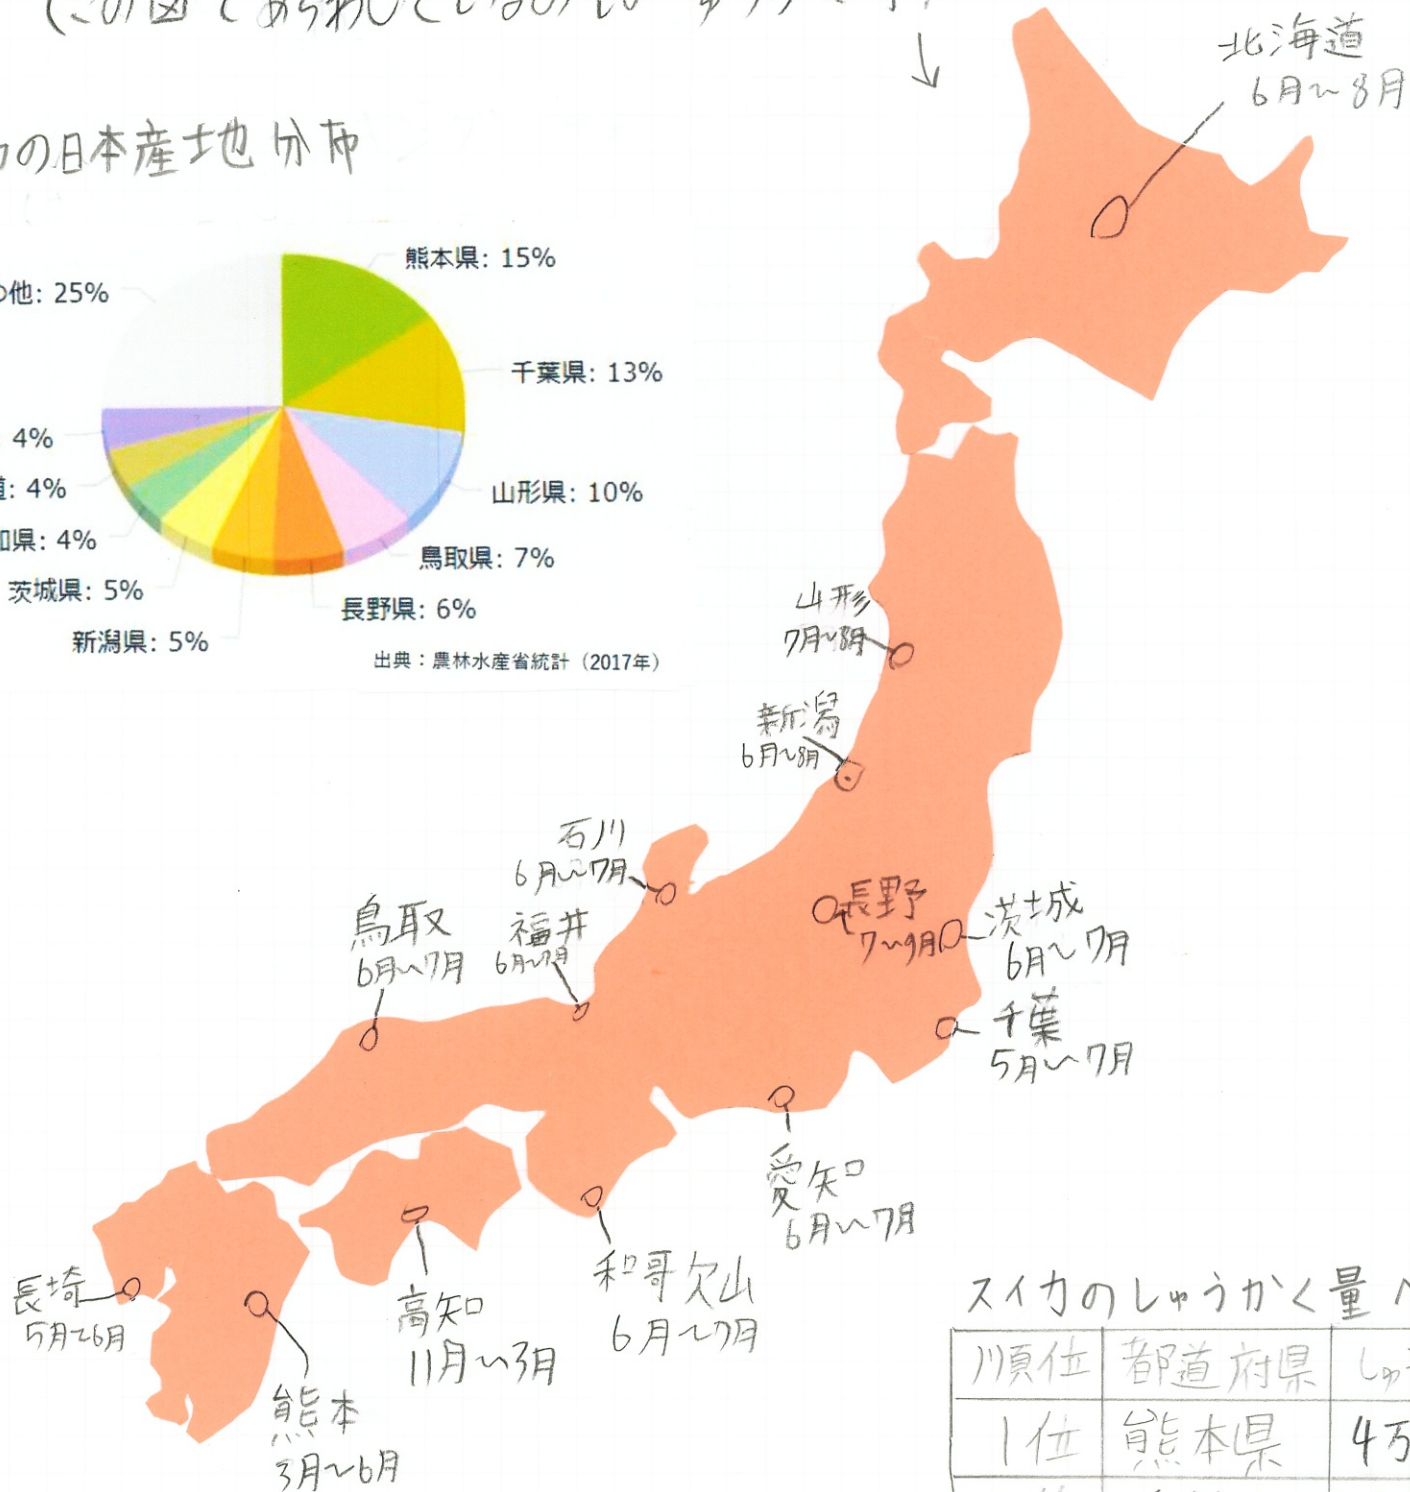 の日本産地分布
熊本県: 15%
他: 25%
千葉県: 13%
4%
: 4%
県: 4%
山形県: 10%
茨城県: 5%
鳥取県: 7%
新潟県: 5%
長野県: 6%
出典：農林水産省統計（2017年）
北海道
6月〜8月
山形
7月〜8月
新潟
6月〜8月
石川
6月〜7月
福井
6月〜7月
鳥取
6月〜7月
長野
7〜9月
茨城
6月〜7月
千葉
5月〜7月
愛知
6月〜7月
和歌山
6月〜7月
高知
11月〜3月
長埼
5月〜6月
熊本
3月〜6月
スイカのしゅうかく量
順位 都道府県 しゅ
1位 熊本県 4万